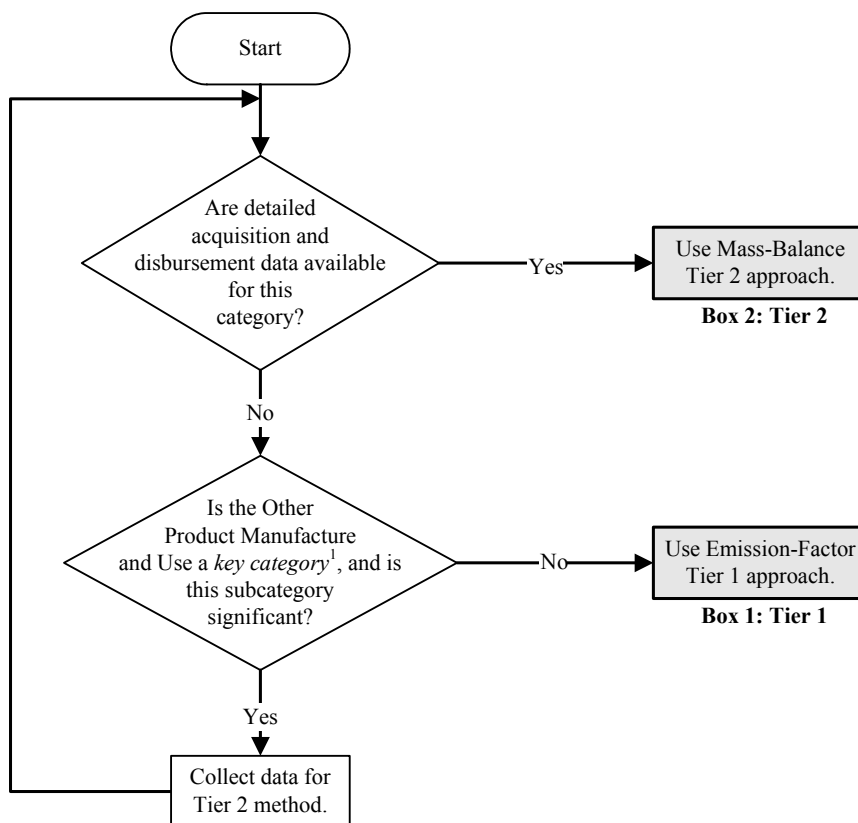 Start
Are detailed
acquisition and
disbursement data available
for this
category?
Yes
Use Mass-Balance
Tier 2 approach.
Box 2: Tier 2
No
Is the Other
Product Manufacture
and Use a key category¹, and is
this subcategory
significant?
No
Use Emission-Factor
Tier 1 approach.
Box 1: Tier 1
Yes
Collect data for
Tier 2 method.